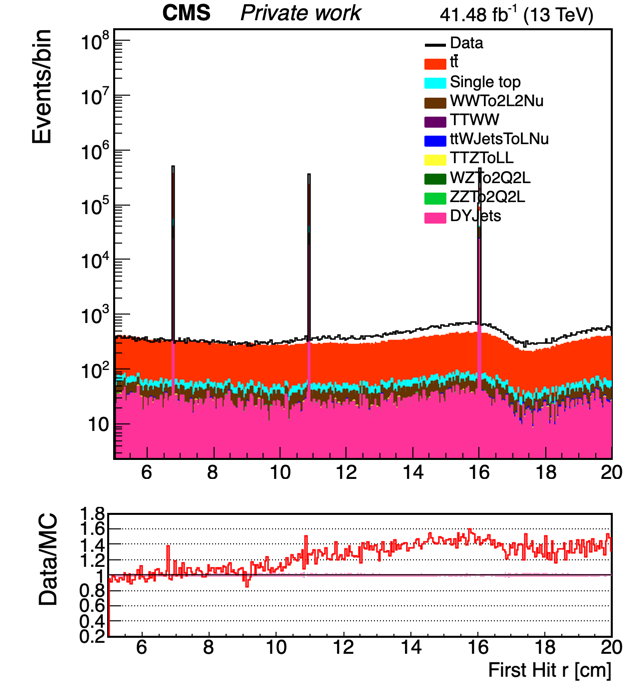 CMS Private work 41.48 fb⁻¹ (13 TeV)
Events/bin
10⁸
10⁷
10⁶
10⁵
10⁴
10³
10²
10
Data
tt̄
Single top
WWTo2L2Nu
TTWW
ttWJetsToLNu
TTZToLL
WZTo2Q2L
ZZTo2Q2L
DYJets
6 8 10 12 14 16 18 20
Data/MC
1.8
1.6
1.4
1.2
1
0.8
0.6
0.4
0.2
6 8 10 12 14 16 18 20
First Hit r [cm]